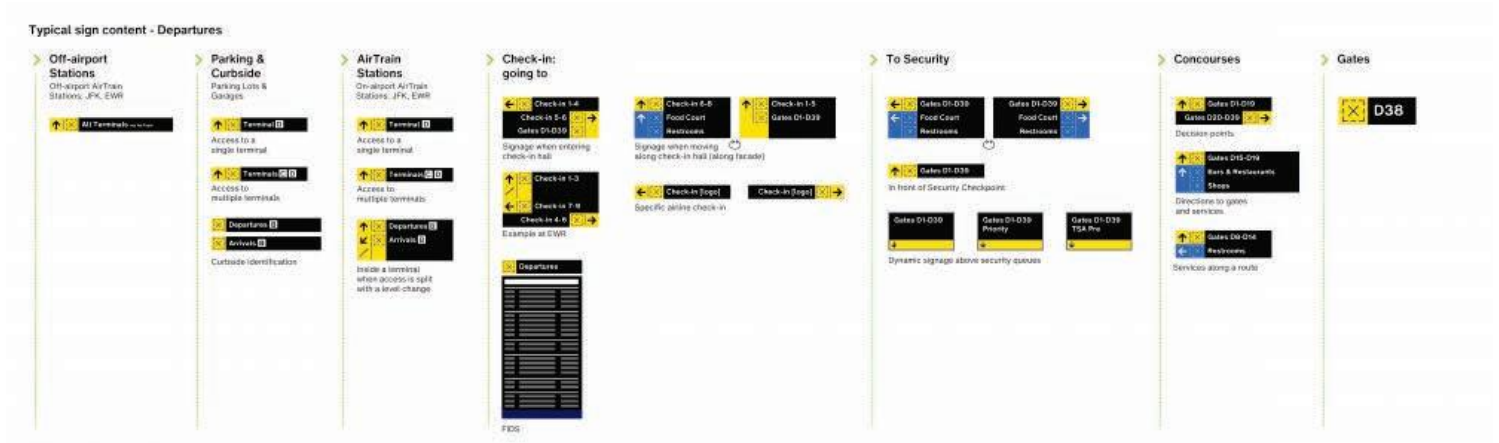 Typical sign content - Departures
Off-airport
Stations
Off-airport AirTrain
Stations: JFK, EWR
All Terminals
Parking &
Curbside
Parking Lots &
Garages
Terminal D
Access to a
single terminal
Terminals C D
Access to
multiple terminals
Departures B
Arrivals B
Curbside identification
AirTrain
Stations
On-airport AirTrain
Stations: JFK, EWR
Terminal D
Access to a
single terminal
Terminals C D
Access to
multiple terminals
Departures B
Arrivals B
Inside a terminal
when access is split
with a level change
Check-in:
going to
Check-in 1-4
Check-in 5-6
Gates D1-D39
Signage when entering
check-in hall
Check-in 1-3
Check-in 7-9
Check-in 4-6
Example at EWR
Departures
FIDS
Check-in 6-8
Food Court
Restrooms
Check-in 1-5
Gates D1-D39
Signage when moving
along check-in hall (along facade)
Check-in [logo]
Check-in [logo]
Specific airline check-in
To Security
Gates D1-D39
Food Court
Restrooms
Gates D1-D39
Food Court
Restrooms
Gates D1-D39
In front of Security Checkpoint
Gates D1-D39
Gates D1-D39
Priority
Gates D1-D39
TSA Pre
Dynamic signage above security queues
Concourses
Gates D1-D19
Gates D20-D39
Decision points
Gates D15-D19
Bars & Restaurants
Shops
Directions to gates
and services
Gates D8-D14
Restrooms
Services along a route
Gates
D38